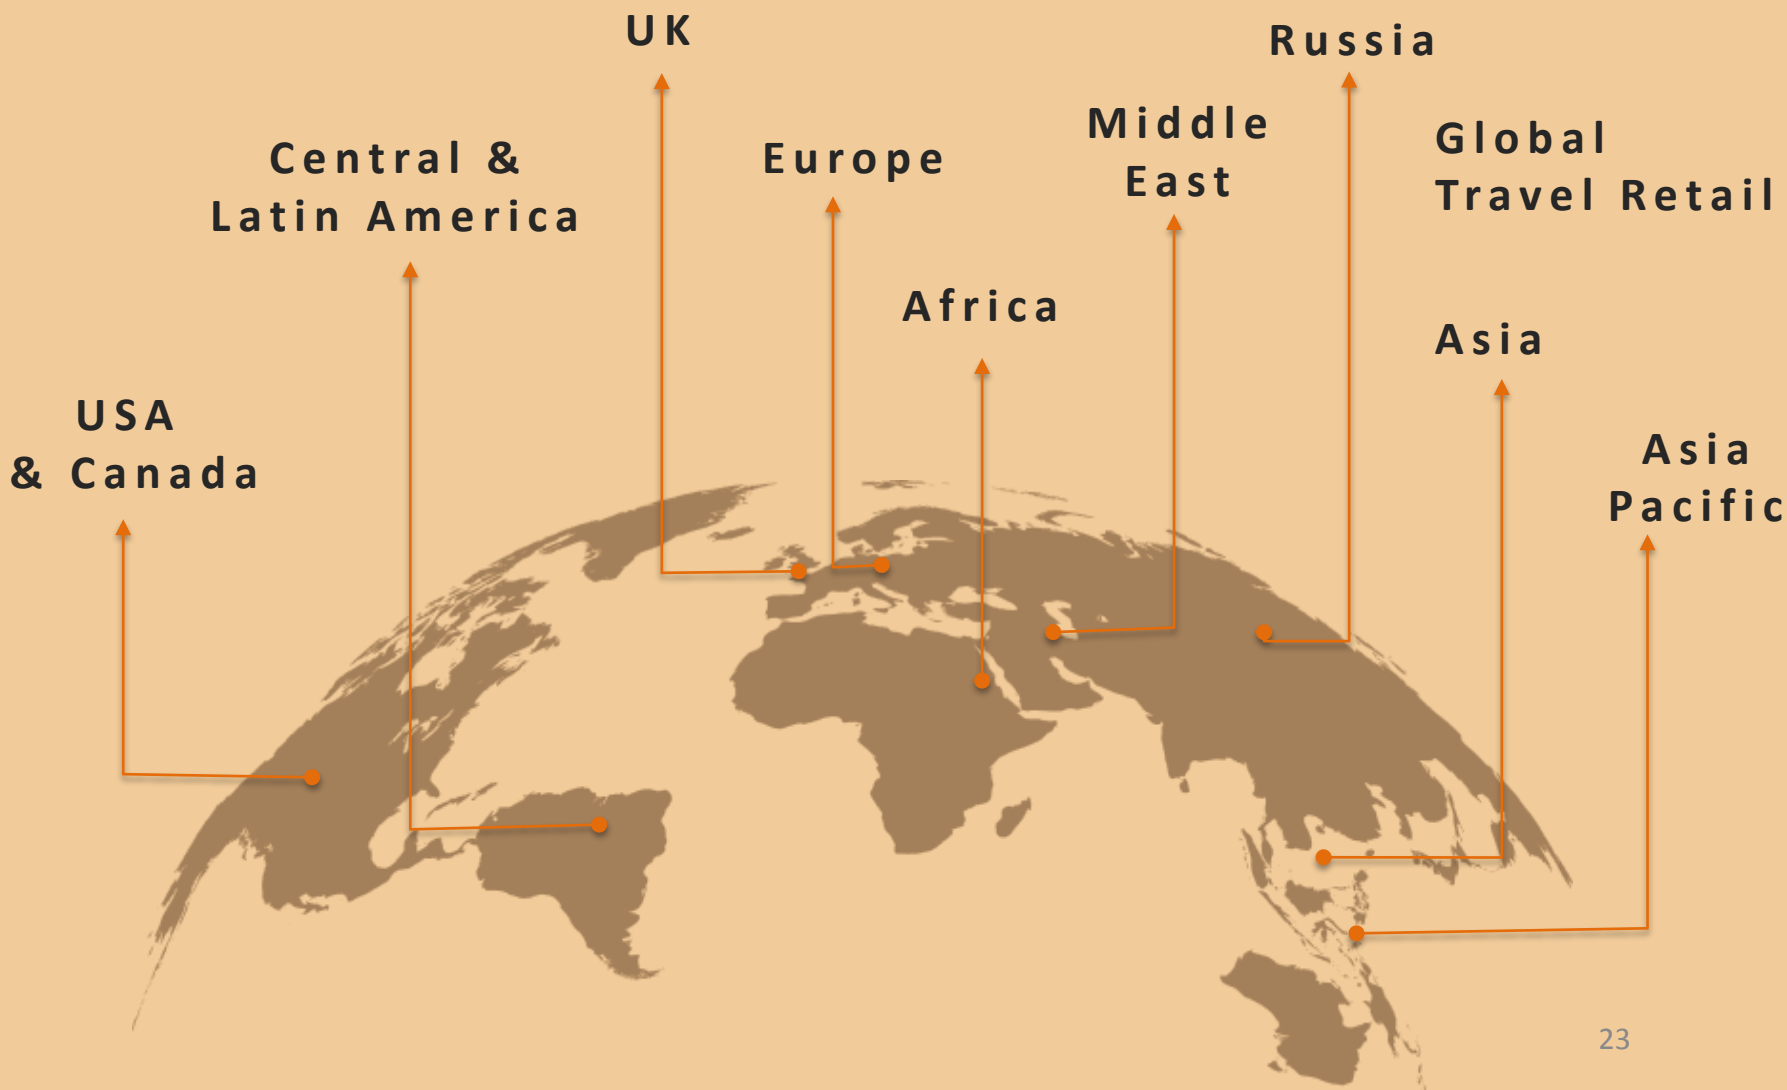 UK
Russia
Central &
Latin America
Europe
Middle
East
Global
Travel Retail
Africa
Asia
USA
& Canada
Asia
Pacific
23